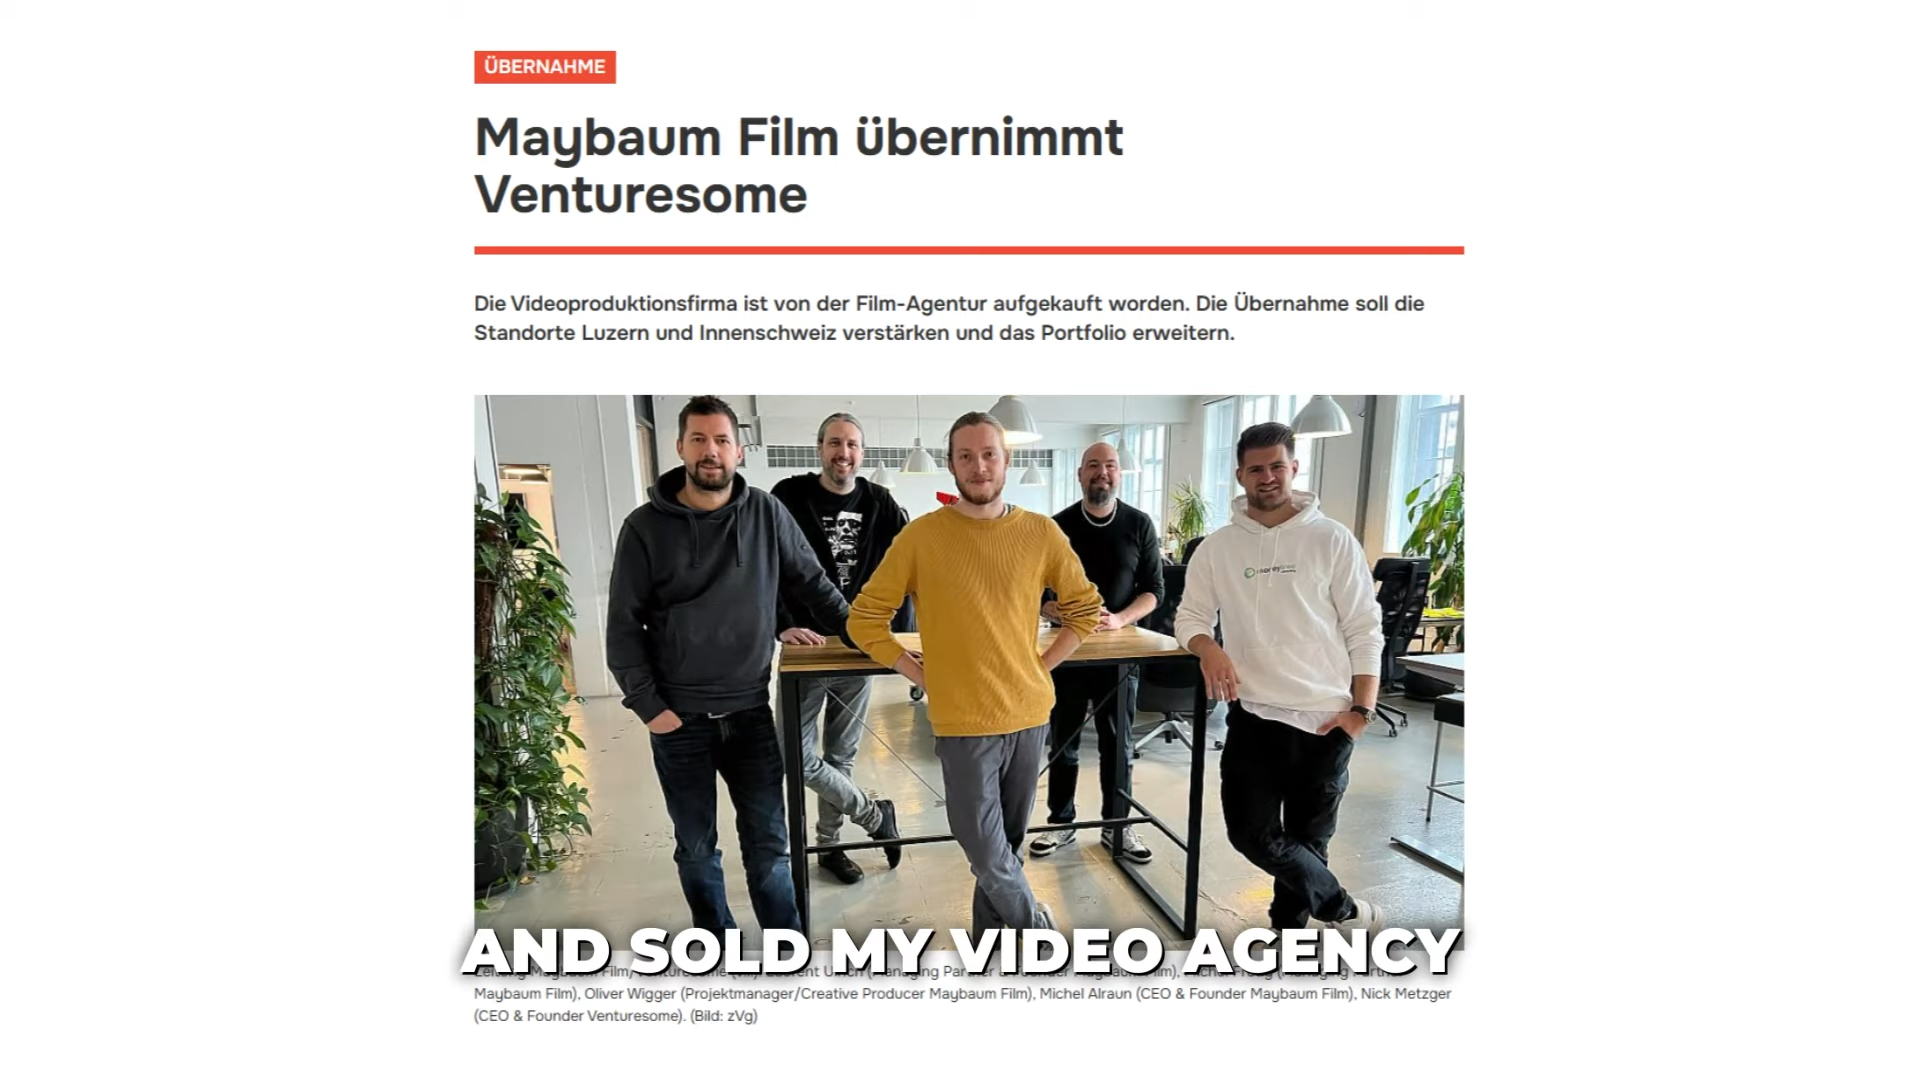 ÜBERNAHME
Maybaum Film übernimmt
Venturesome
Die Videoproduktionsfirma ist von der Film-Agentur aufgekauft worden. Die Übernahme soll die
Standorte Luzern und Innenschweiz verstärken und das Portfolio erweitern.
AND SOLD MY VIDEO AGENCY
Maybaum Film), Oliver Wigger (Projektmanager/Creative Producer Maybaum Film), Michel Alraun (CEO & Founder Maybaum Film), Nick Metzger
(CEO & Founder Venturesome). (Bild: zVg)